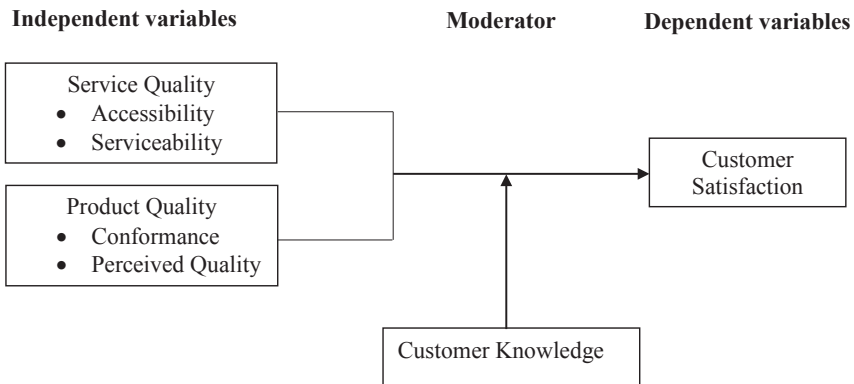 Independent variables
Moderator
Dependent variables
Service Quality
• Accessibility
• Serviceability
Product Quality
• Conformance
• Perceived Quality
Customer
Satisfaction
Customer Knowledge